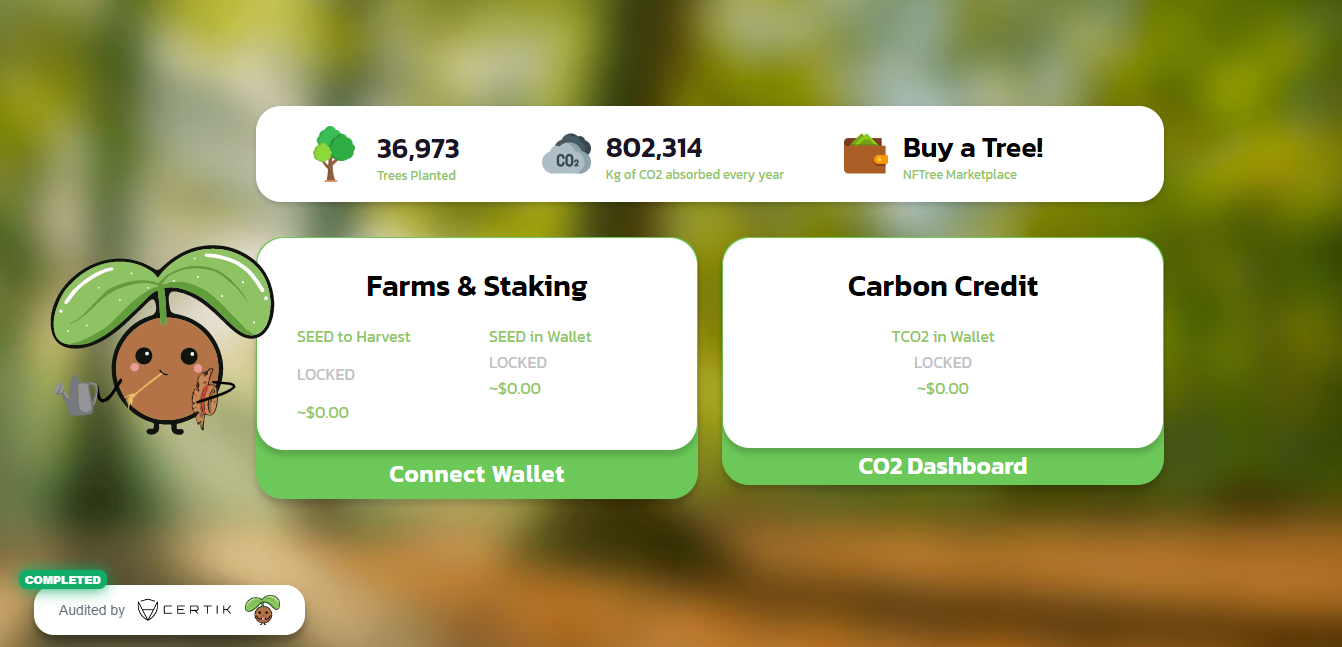 36,973
Trees Planted
CO₂
802,314
Kg of CO2 absorbed every year
Buy a Tree!
NFTree Marketplace
Farms & Staking
SEED to Harvest
LOCKED
~$0.00
SEED in Wallet
LOCKED
~$0.00
Connect Wallet
Carbon Credit
TCO2 in Wallet
LOCKED
~$0.00
CO2 Dashboard
COMPLETED
Audited by CERTIK